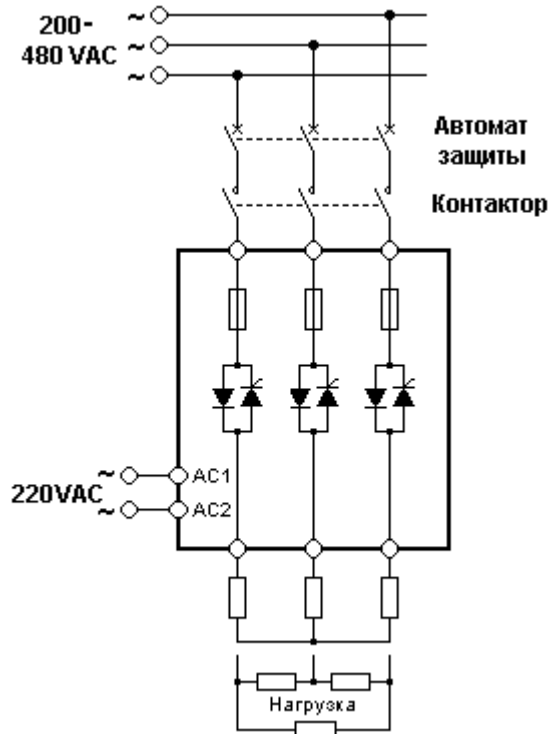 200-
480 VAC
~
~
~
Автомат
защиты
Контактор
~
220VAC
~
AC1
AC2
Нагрузка